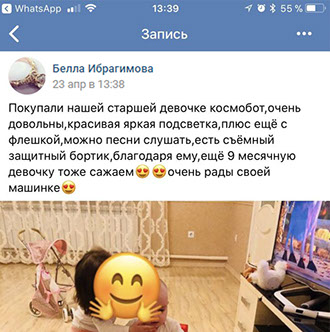 WhatsApp 13:39 55 %
Запись
Белла Ибрагимова
23 апр в 13:38
Покупали нашей старшей девочке космобот,очень
довольны,красивая яркая подсветка,плюс ещё с
флешкой,можно песни слушать,есть съёмный
защитный бортик,благодаря ему,ещё 9 месячную
девочку тоже сажаем😍😍очень рады своей
машинке😍